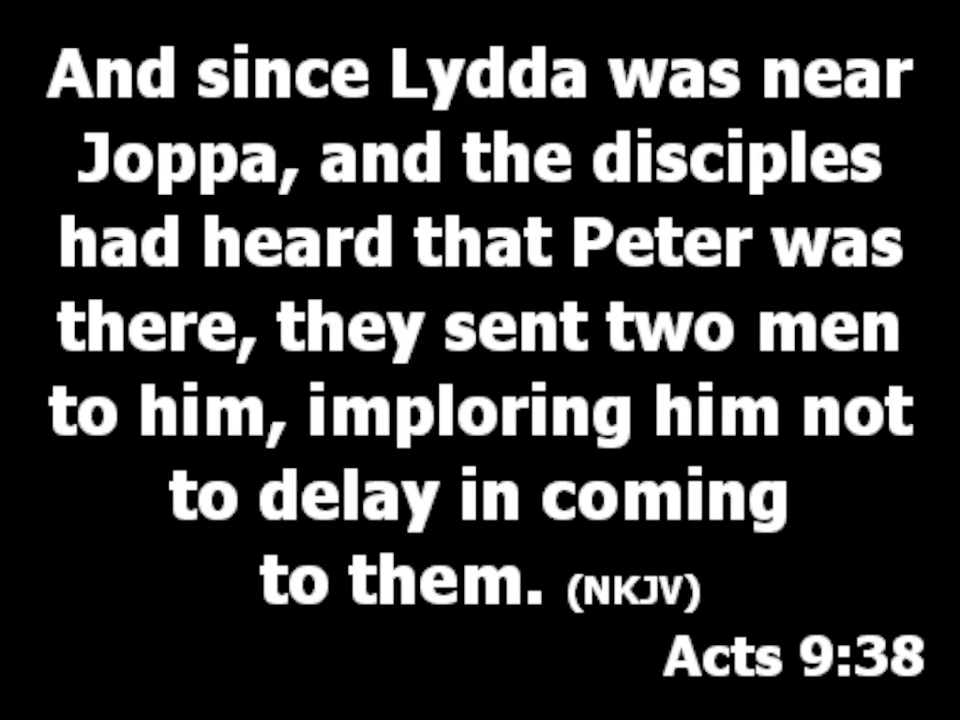 And since Lydda was near
Joppa, and the disciples
had heard that Peter was
there, they sent two men
to him, imploring him not
to delay in coming
to them. (NKJV)
Acts 9:38